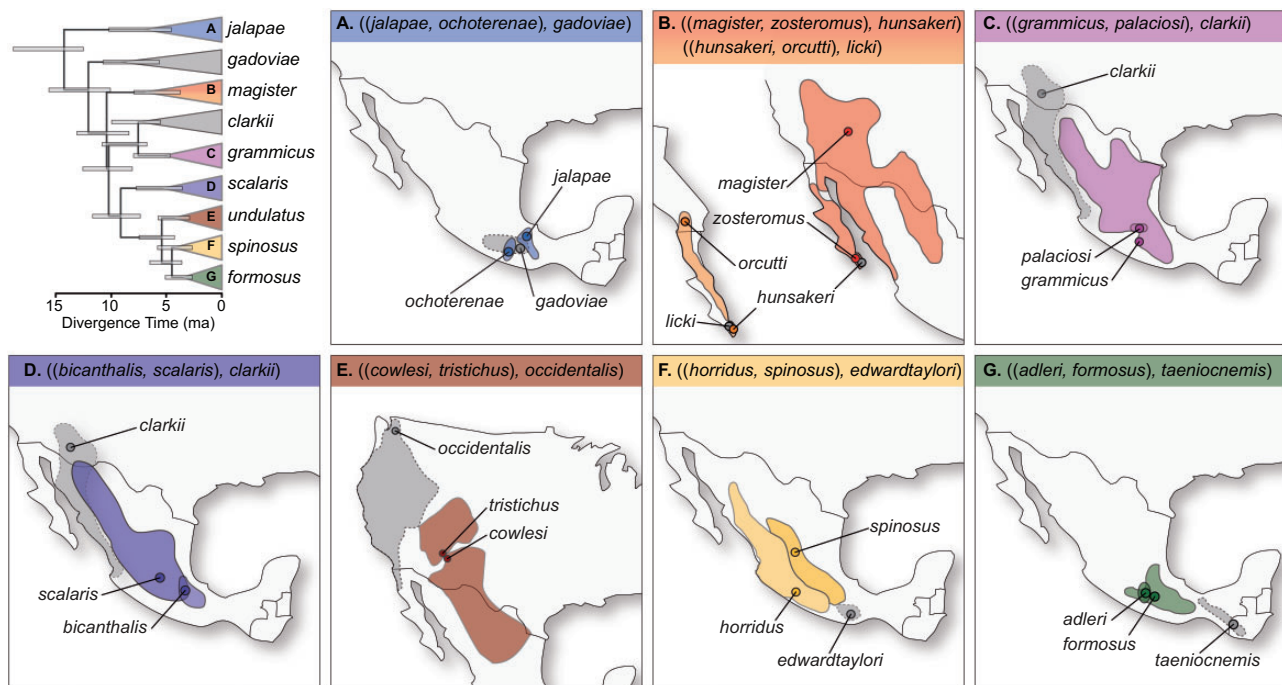 A jalapae
gadoviae
B magister
clarkii
C grammicus
D scalaris
E undulatus
F spinosus
G formosus
15 10 5 0
Divergence Time (ma)
A. ((jalapae, ochoterenae), gadoviae)
jalapae
ochoterenae
gadoviae
B. ((magister, zosteromus), hunsakeri)
((hunsakeri, orcutti), licki)
magister
zosteromus
orcutti
hunsakeri
licki
C. ((grammicus, palaciosi), clarkii)
clarkii
palaciosi
grammicus
D. ((bicanthalis, scalaris), clarkii)
clarkii
scalaris
bicanthalis
E. ((cowlesi, tristichus), occidentalis)
occidentalis
tristichus
cowlesi
F. ((horridus, spinosus), edwardtaylori)
spinosus
horridus
edwardtaylori
G. ((adleri, formosus), taeniocnemis)
adleri
formosus
taeniocnemis